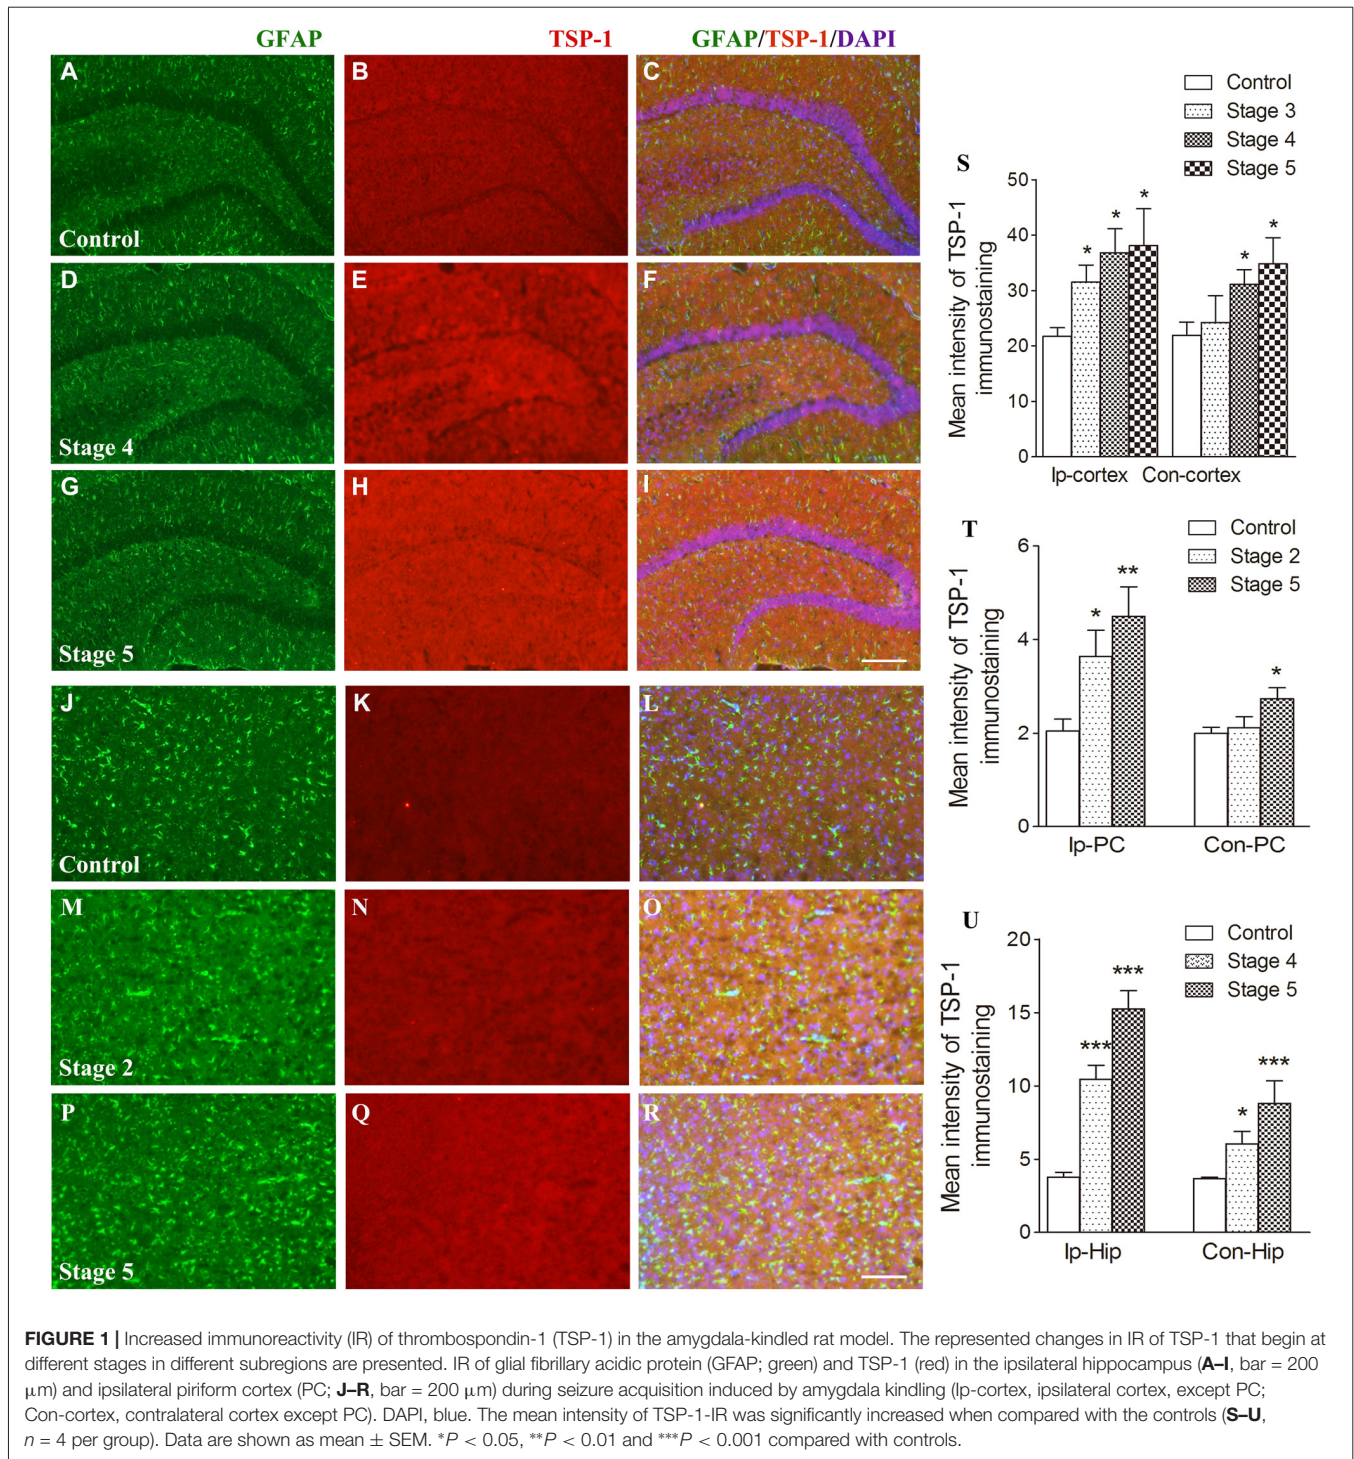 GFAP TSP-1 GFAP/TSP-1/DAPI
A B C
Control
D E F
Stage 4
G H I
Stage 5
J K L
Control
M N O
Stage 2
P Q R
Stage 5
S
Control
Stage 3
Stage 4
Stage 5
Mean intensity of TSP-1
immunostaining
50
40
30
20
10
0
* * * * *
Ip-cortex Con-cortex
T
Control
Stage 2
Stage 5
Mean intensity of TSP-1
immunostaining
6
4
2
0
* ** *
Ip-PC Con-PC
U
Control
Stage 4
Stage 5
Mean intensity of TSP-1
immunostaining
20
15
10
5
0
*** *** * ***
Ip-Hip Con-Hip
FIGURE 1 | Increased immunoreactivity (IR) of thrombospondin-1 (TSP-1) in the amygdala-kindled rat model. The represented changes in IR of TSP-1 that begin at
different stages in different subregions are presented. IR of glial fibrillary acidic protein (GFAP; green) and TSP-1 (red) in the ipsilateral hippocampus (A–I, bar = 200
μm) and ipsilateral piriform cortex (PC; J–R, bar = 200 μm) during seizure acquisition induced by amygdala kindling (Ip-cortex, ipsilateral cortex, except PC;
Con-cortex, contralateral cortex except PC). DAPI, blue. The mean intensity of TSP-1-IR was significantly increased when compared with the controls (S–U,
n = 4 per group). Data are shown as mean ± SEM. *P < 0.05, **P < 0.01 and ***P < 0.001 compared with controls.